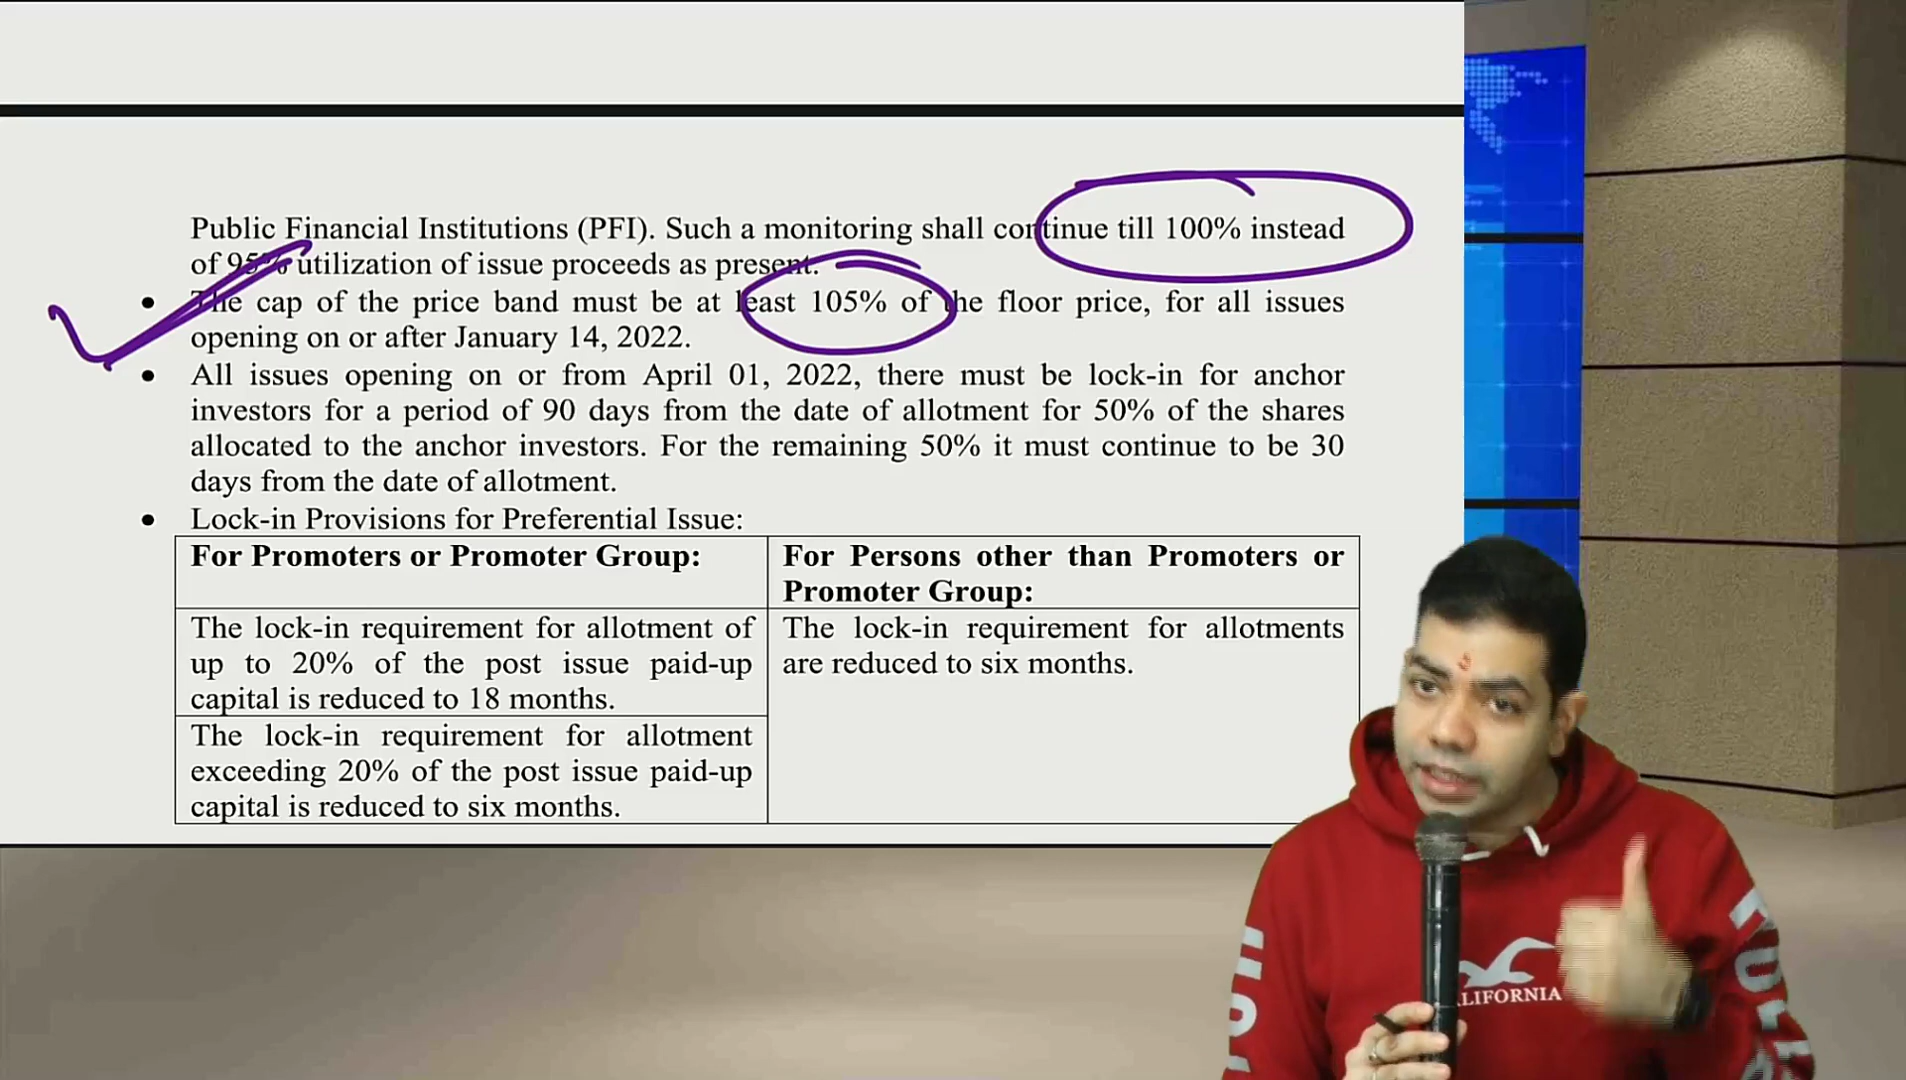 Public Financial Institutions (PFI). Such a monitoring shall continue till 100% instead
of 95% utilization of issue proceeds as present.
• The cap of the price band must be at least 105% of the floor price, for all issues
opening on or after January 14, 2022.
• All issues opening on or from April 01, 2022, there must be lock-in for anchor
investors for a period of 90 days from the date of allotment for 50% of the shares
allocated to the anchor investors. For the remaining 50% it must continue to be 30
days from the date of allotment.
• Lock-in Provisions for Preferential Issue:
For Promoters or Promoter Group:
The lock-in requirement for allotment of
up to 20% of the post issue paid-up
capital is reduced to 18 months.
The lock-in requirement for allotment
exceeding 20% of the post issue paid-up
capital is reduced to six months.
For Persons other than Promoters or
Promoter Group:
The lock-in requirement for allotments
are reduced to six months.